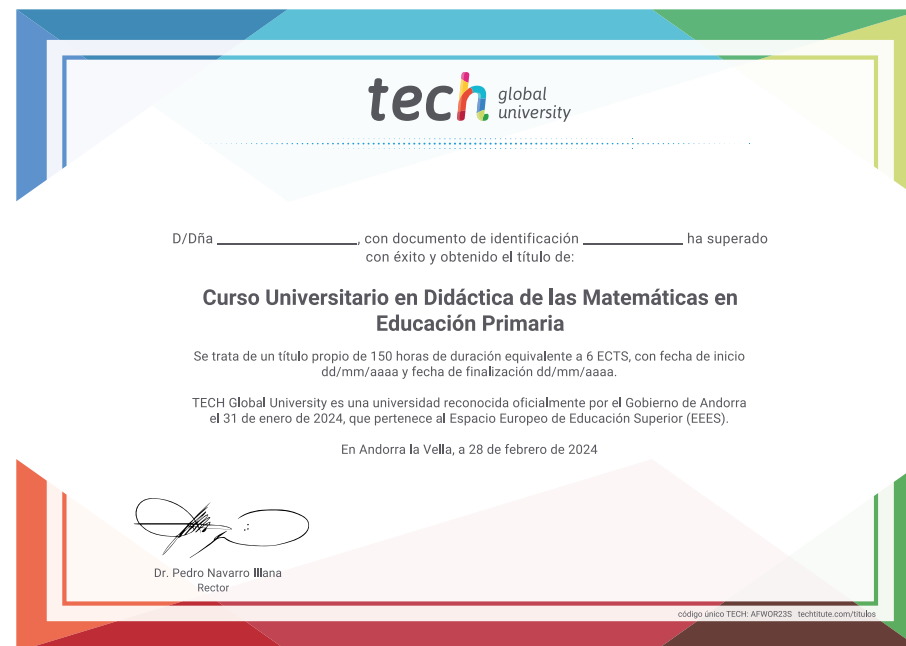 tech global university
D/Dña ________________, con documento de identificación ____________ ha superado
con éxito y obtenido el título de:
Curso Universitario en Didáctica de las Matemáticas en
Educación Primaria
Se trata de un título propio de 150 horas de duración equivalente a 6 ECTS, con fecha de inicio
dd/mm/aaaa y fecha de finalización dd/mm/aaaa.
TECH Global University es una universidad reconocida oficialmente por el Gobierno de Andorra
el 31 de enero de 2024, que pertenece al Espacio Europeo de Educación Superior (EEES).
En Andorra la Vella, a 28 de febrero de 2024
Dr. Pedro Navarro Illana
Rector
código único TECH: AFWOR23S techtitute.com/titulos